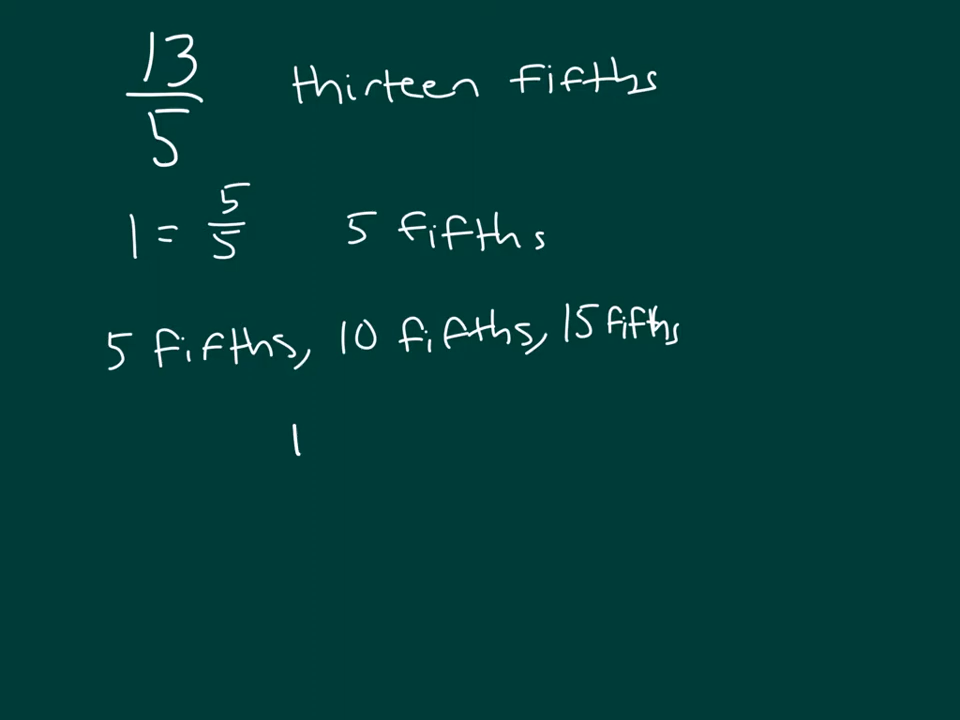 13/5 thirteen fifths
1 = 5/5 5 fifths
5 fifths, 10 fifths, 15 fifths
1